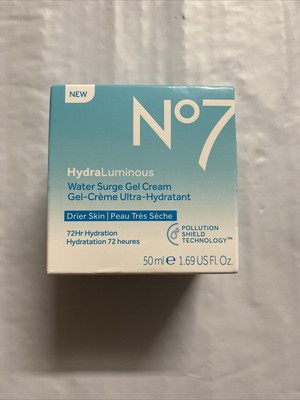 NEW
No7
HydraLuminous
Water Surge Gel Cream
Gel-Crème Ultra-Hydratant
Drier Skin | Peau Très Sèche
72Hr Hydration
Hydratation 72 heures
POLLUTION
SHIELD
TECHNOLOGY™
50 ml ℮ 1.69 US Fl. Oz.